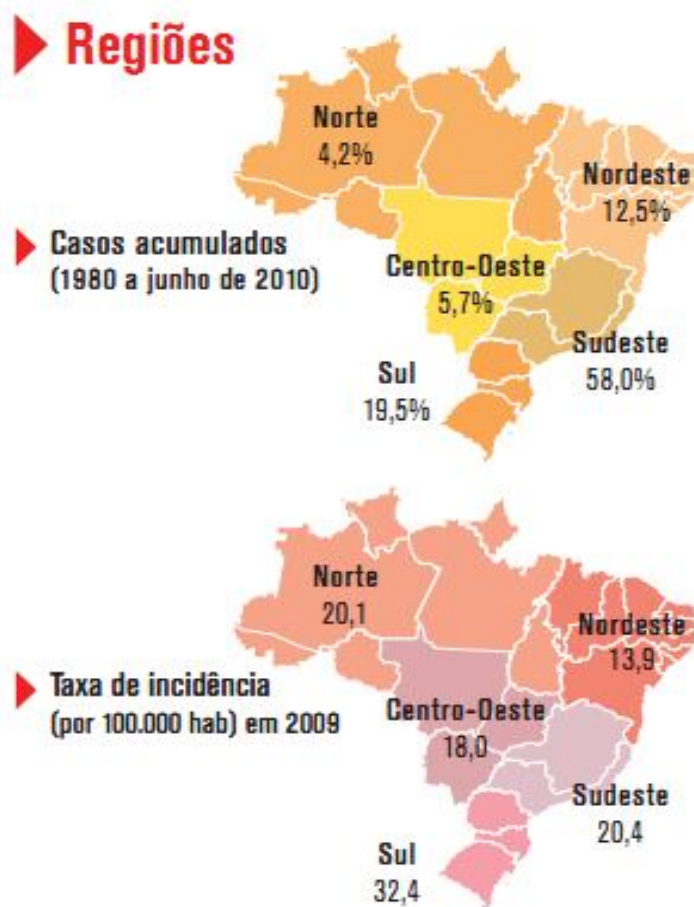 Regiões
Norte
4,2%
Nordeste
12,5%
Casos acumulados
(1980 a junho de 2010)
Centro-Oeste
5,7%
Sudeste
58,0%
Sul
19,5%
Norte
20,1
Nordeste
13,9
Taxa de incidência
(por 100.000 hab) em 2009
Centro-Oeste
18,0
Sudeste
20,4
Sul
32,4